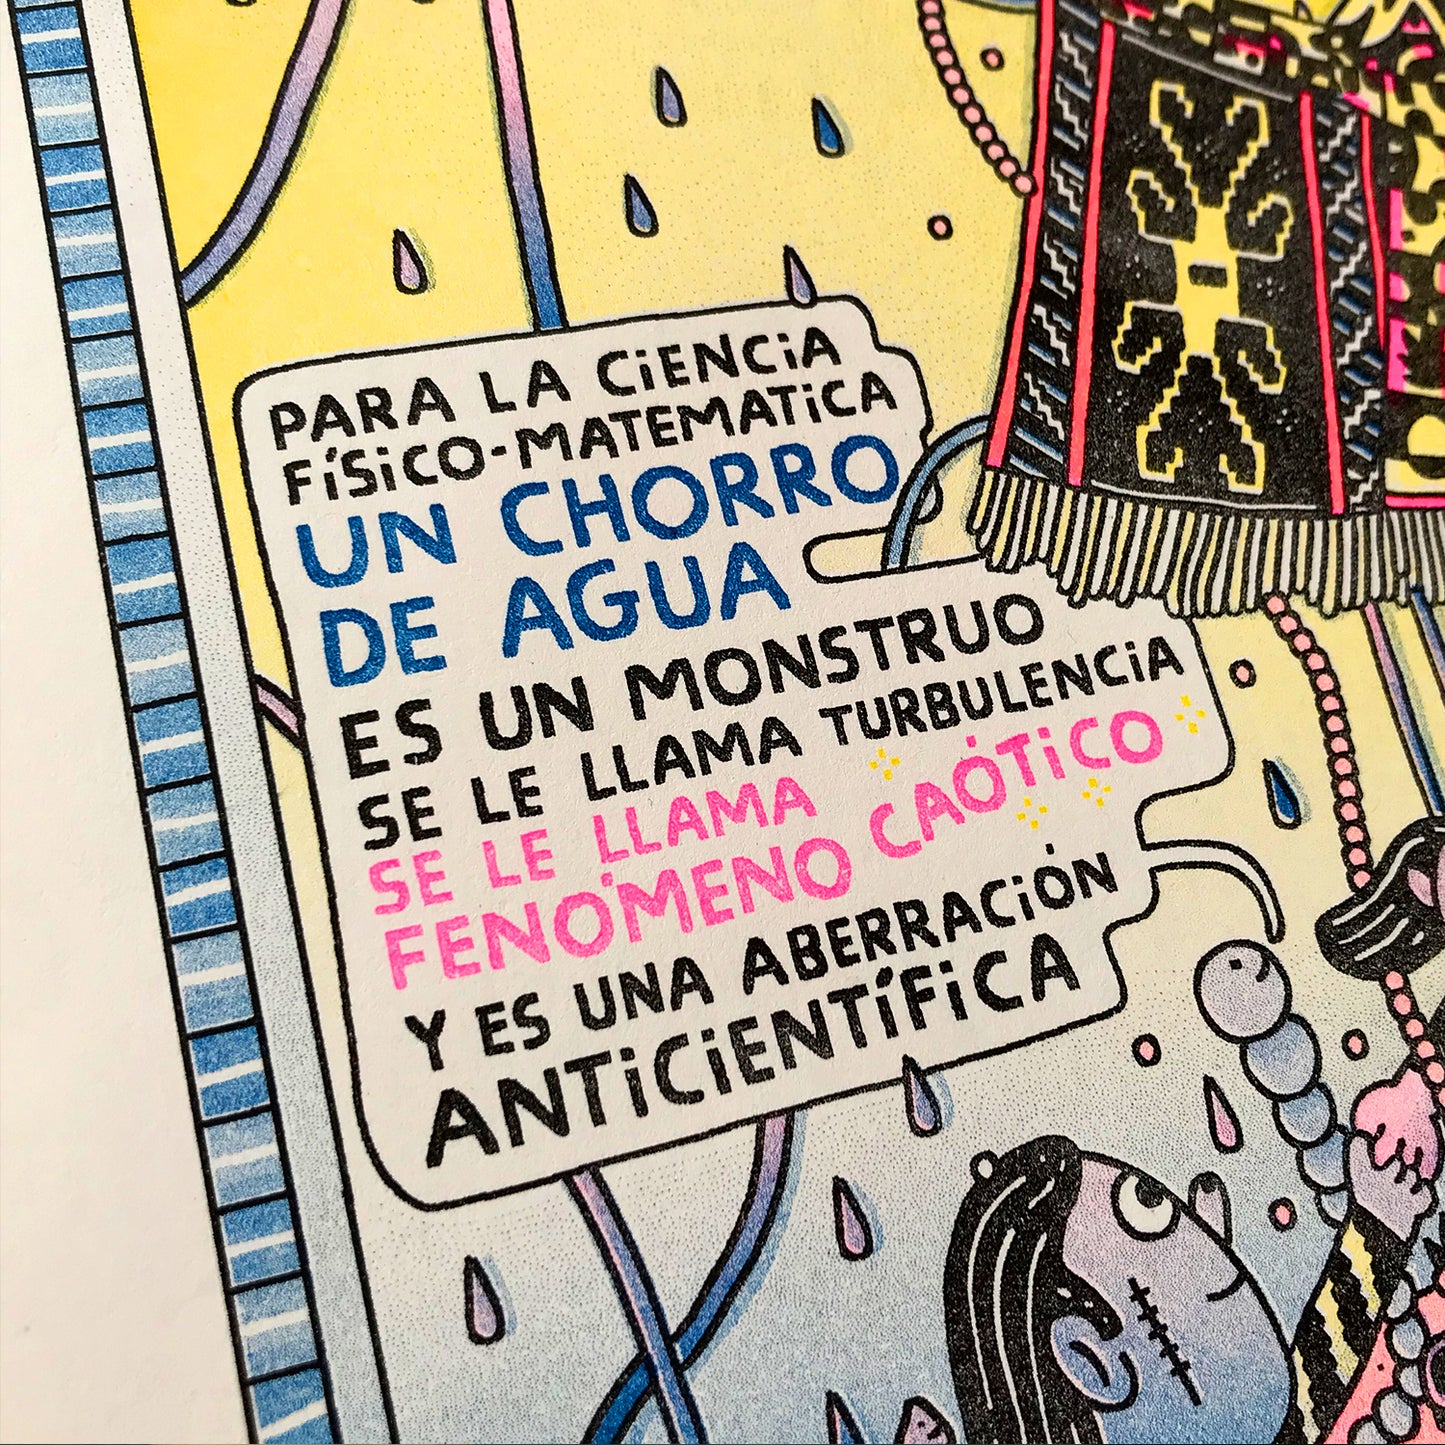 PARA LA CiENCiA
FÍSiCO-MATEMATiCA
UN CHORRO
DE AGUA
ES UN MONSTRUO
SE LE LLAMA TURBULENCiA
SE LE LLAMA
FENÓMENO CAÓTiCO
Y ES UNA ABERRACiÓN
ANTiCiENTÍFiCA